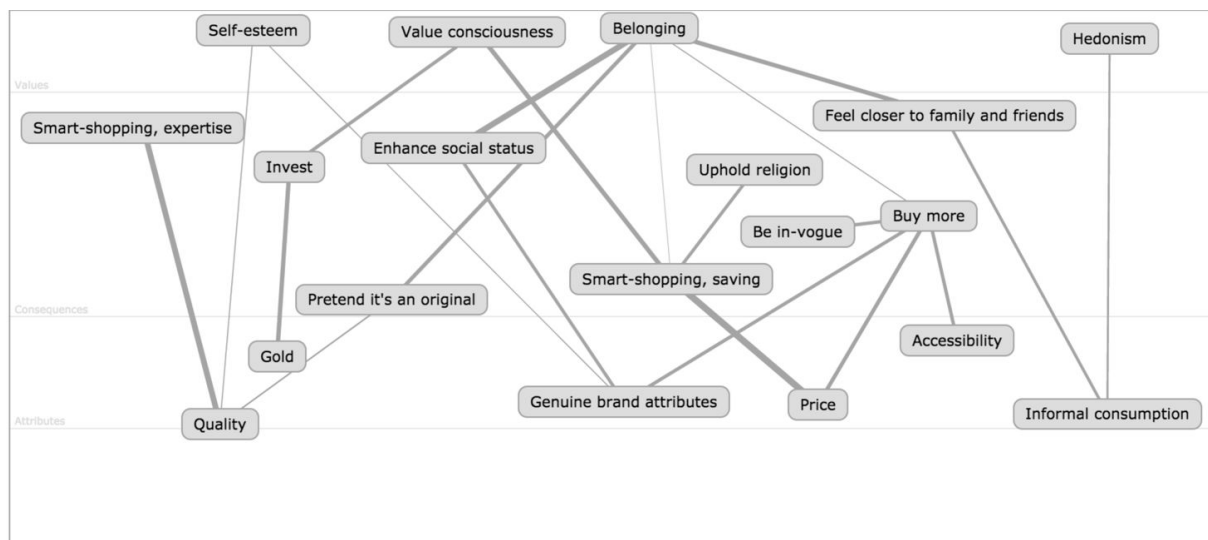 Self-esteem
Value consciousness
Belonging
Hedonism
Values
Smart-shopping, expertise
Feel closer to family and friends
Enhance social status
Invest
Uphold religion
Buy more
Be in-vogue
Smart-shopping, saving
Pretend it's an original
Consequences
Accessibility
Gold
Genuine brand attributes
Price
Informal consumption
Attributes
Quality